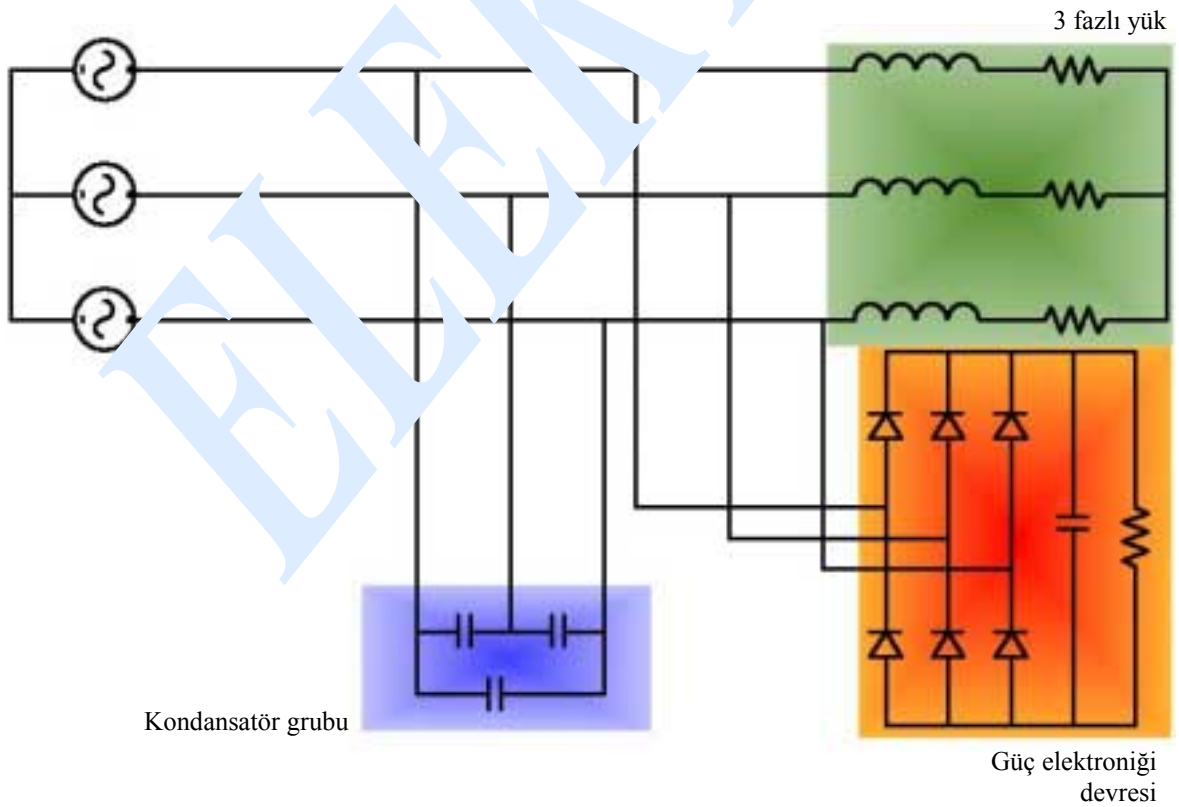 3 fazlı yük
Kondansatör grubu
Güç elektroniği
devresi